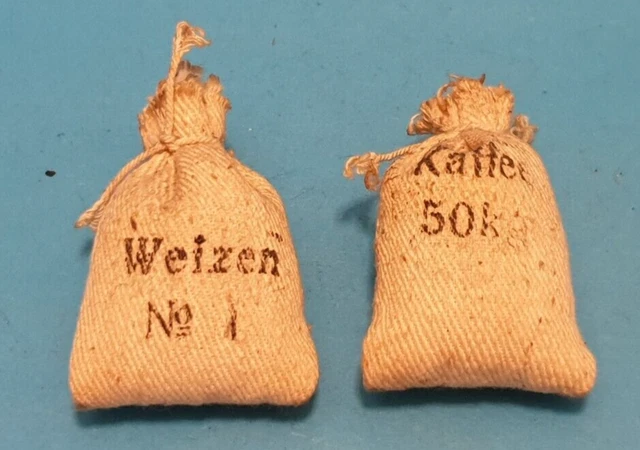 Weizen
№ 1
Kaffee
50kg